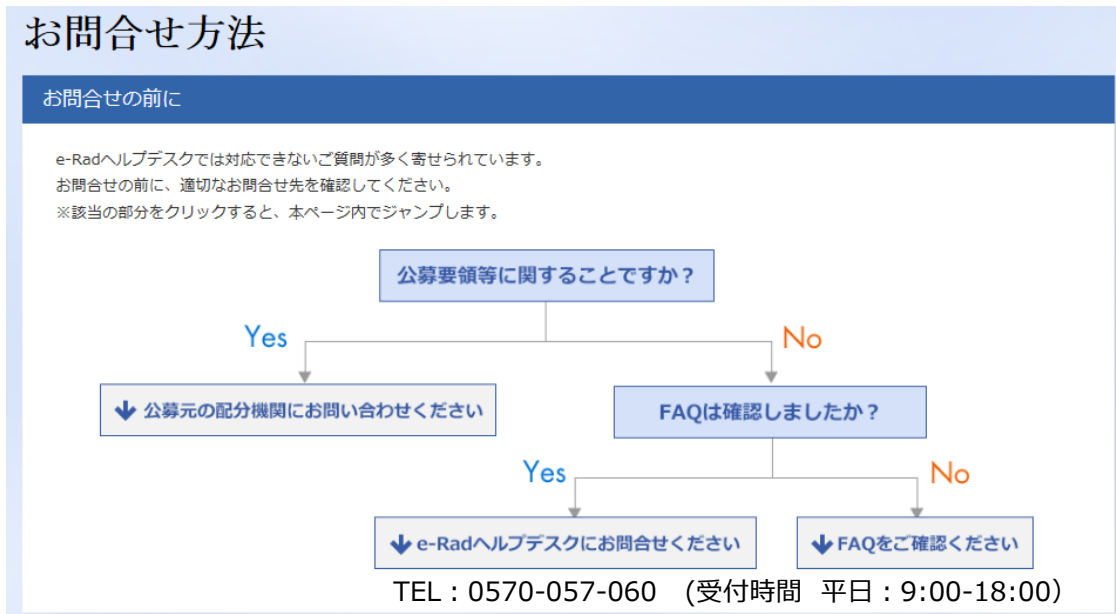 お問合せ方法
お問合せの前に
e-Radヘルプデスクでは対応できないご質問が多く寄せられています。
お問合せの前に、適切なお問合せ先を確認してください。
※該当の部分をクリックすると、本ページ内でジャンプします。
公募要領等に関することですか？
Yes
No
公募元の配分機関にお問い合わせください
FAQは確認しましたか？
Yes
No
e-Radヘルプデスクにお問合せください
FAQをご確認ください
TEL：0570-057-060 (受付時間 平日：9:00-18:00）